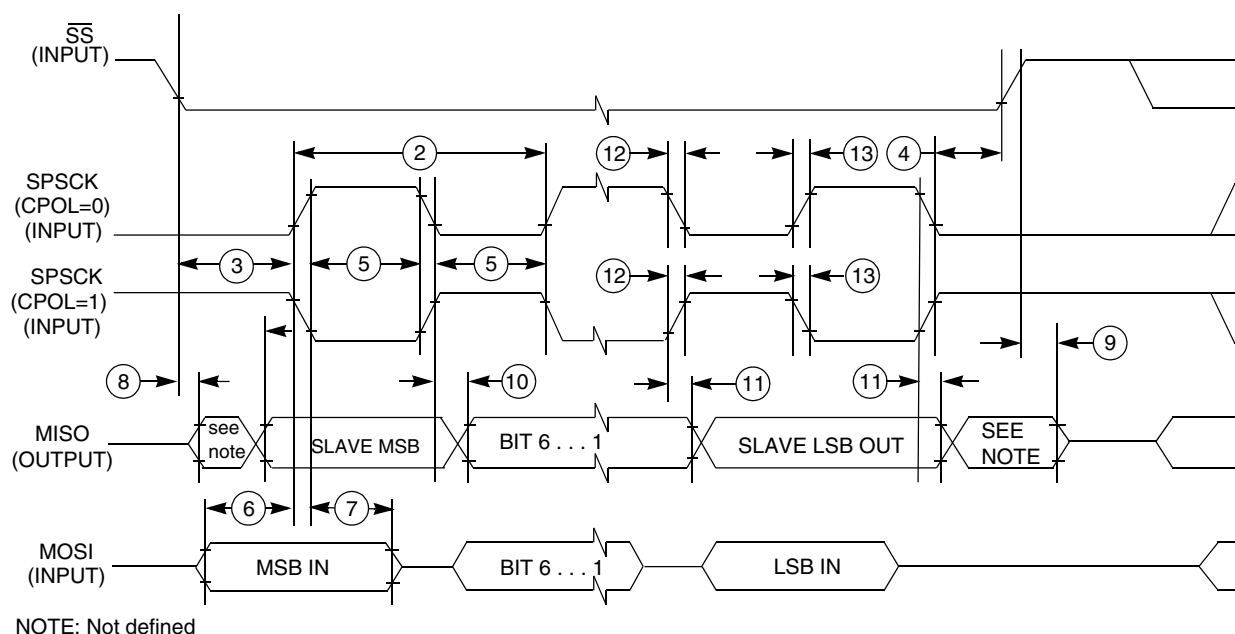 SS
(INPUT)
2
12
13
4
SPSCK
(CPOL=0)
(INPUT)
3
5
5
SPSCK
(CPOL=1)
(INPUT)
12
13
9
8
10
11
11
MISO
(OUTPUT)
see
note
SLAVE MSB
BIT 6 . . . 1
SLAVE LSB OUT
SEE
NOTE
6
7
MOSI
(INPUT)
MSB IN
BIT 6 . . . 1
LSB IN
NOTE: Not defined